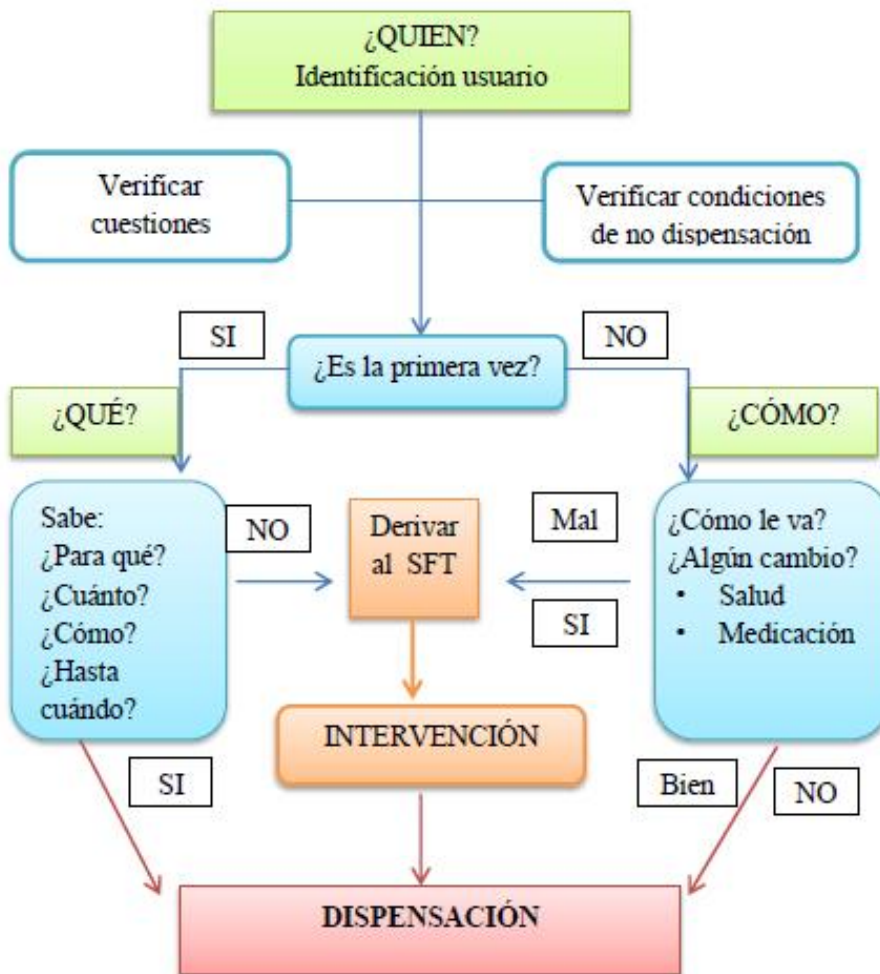 ¿QUIEN?
Identificación usuario
Verificar
cuestiones
Verificar condiciones
de no dispensación
SI
¿Es la primera vez?
NO
¿QUÉ?
¿CÓMO?
Sabe:
¿Para qué?
¿Cuánto?
¿Cómo?
¿Hasta
cuándo?
NO
Derivar
al SFT
Mal
SI
¿Cómo le va?
¿Algún cambio?
• Salud
• Medicación
INTERVENCIÓN
SI
Bien
NO
DISPENSACIÓN